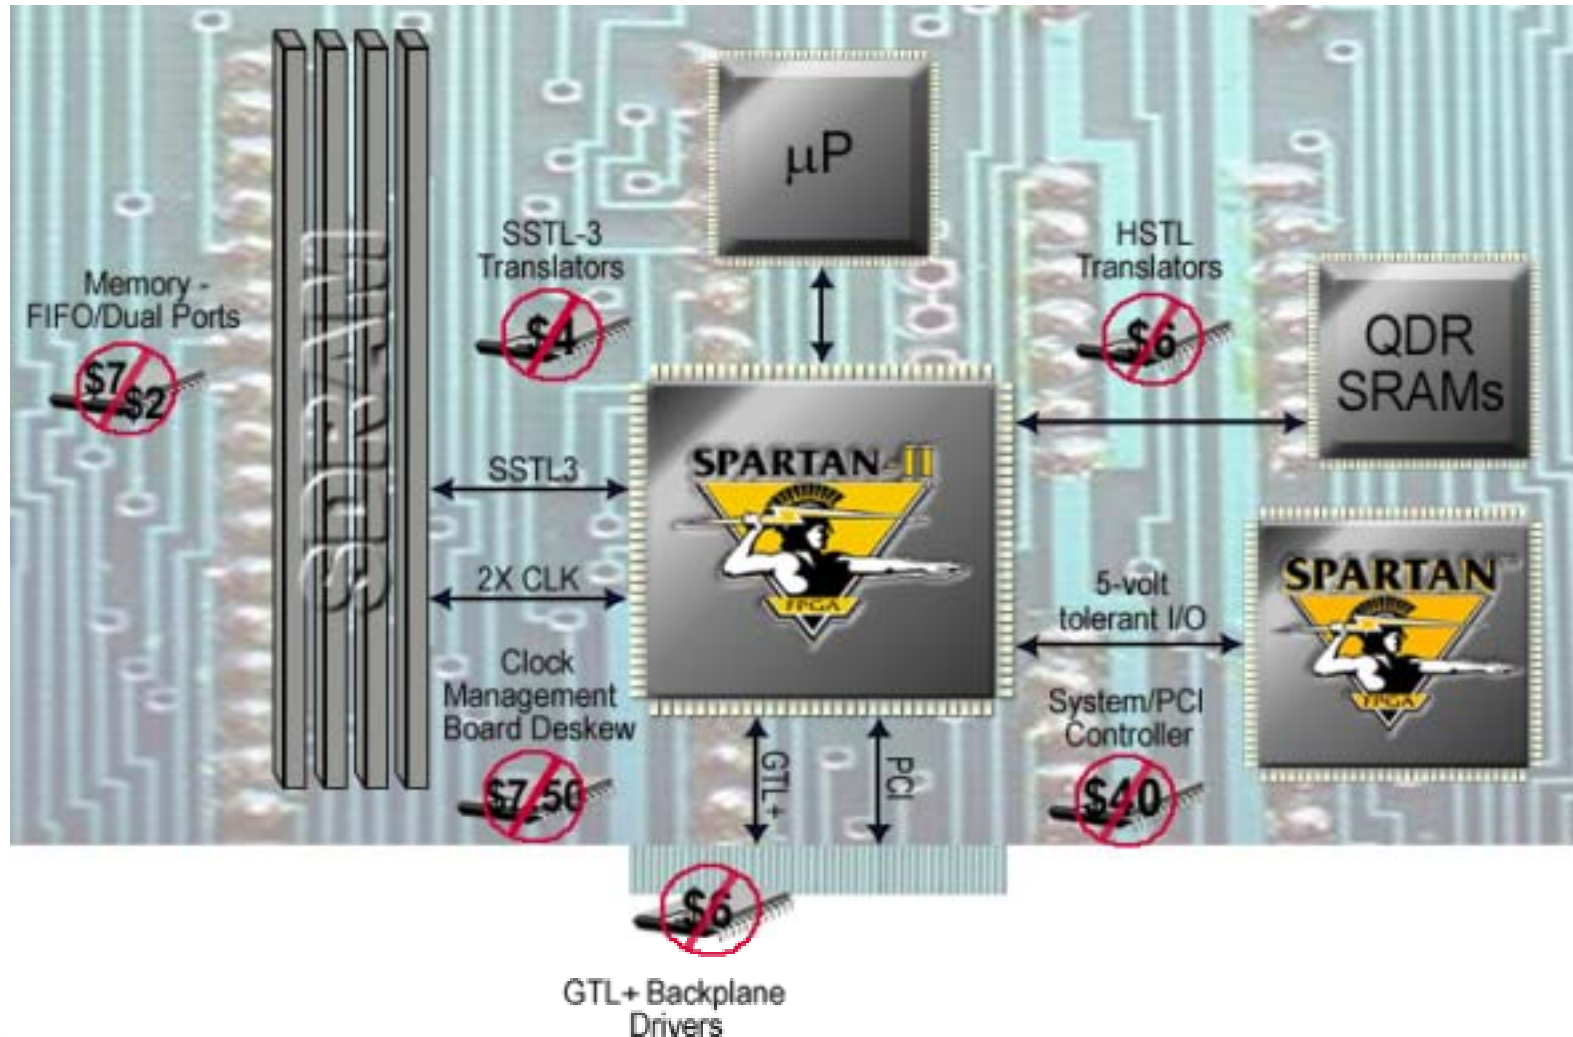 µP
SSTL-3
Translators
$4
HSTL
Translators
$6
Memory -
FIFO/Dual Ports
$7
$2
SDRAM
QDR
SRAMs
SPARTAN-II
FPGA
SSTL3
2X CLK
5-volt
tolerant I/O
SPARTAN
FPGA
Clock
Management
Board Deskew
$7.50
GTL+
PCI
System/PCI
Controller
$40
$6
GTL+ Backplane
Drivers